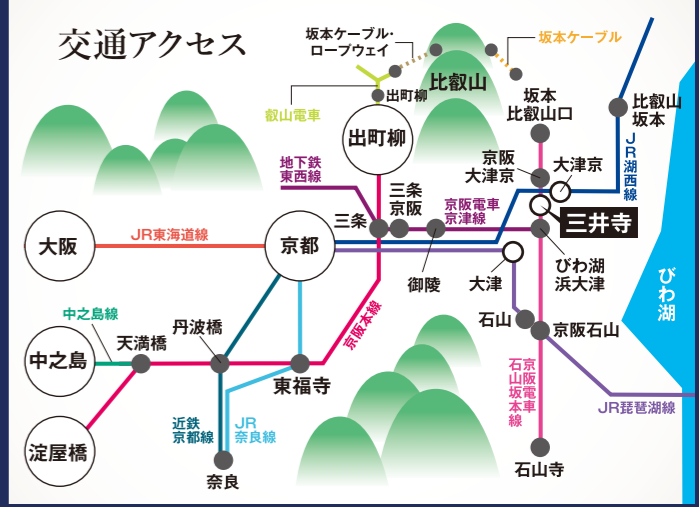 交通アクセス
坂本ケーブル・
ロープウェイ
坂本ケーブル
比叡山
出町柳
叡山電車
坂本
比叡山口
比叡山
坂本
出町柳
JR湖西線
地下鉄
東西線
京阪
大津京
大津京
三条
三条
京阪
京阪電車
京津線
三井寺
大阪
JR東海道線
京都
御陵
大津
びわ湖
浜大津
びわ湖
中之島線
天満橋
丹波橋
京阪本線
石山
京阪石山
中之島
東福寺
京阪電車
石山坂本線
JR琵琶湖線
近鉄
京都線
JR
奈良線
淀屋橋
奈良
石山寺